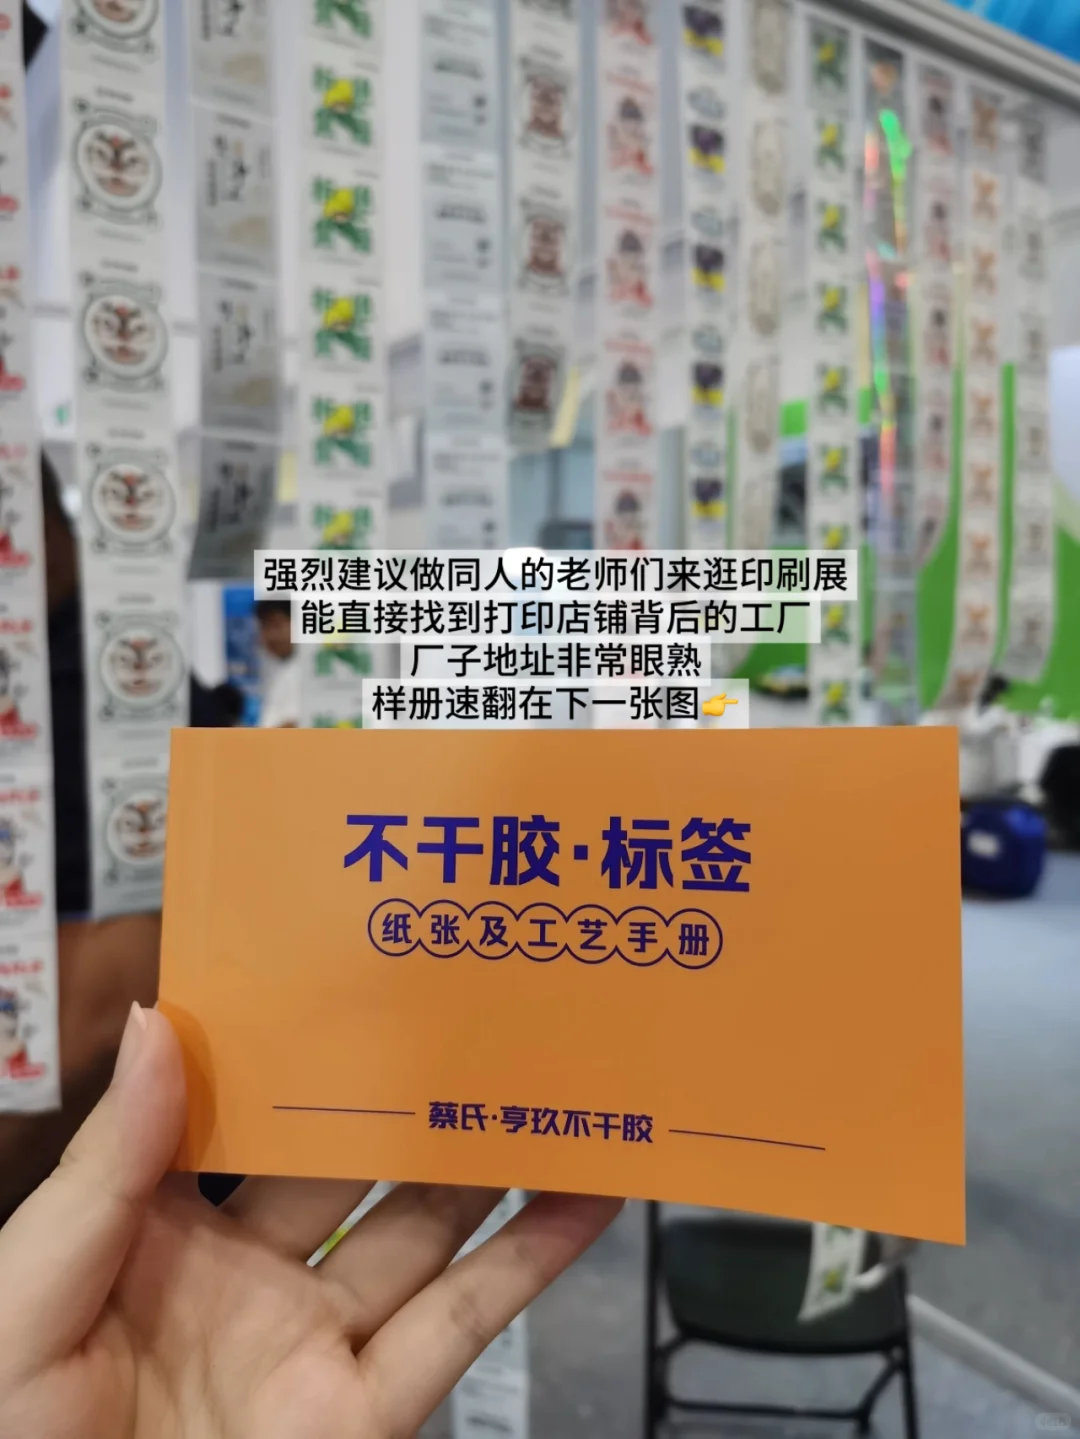 强烈建议做同人的老师们来逛印刷展
能直接找到打印店铺背后的工厂
厂子地址非常眼熟
样册速翻在下一张图👉
不干胶·标签
纸张及工艺手册
蔡氏·亨玖不干胶